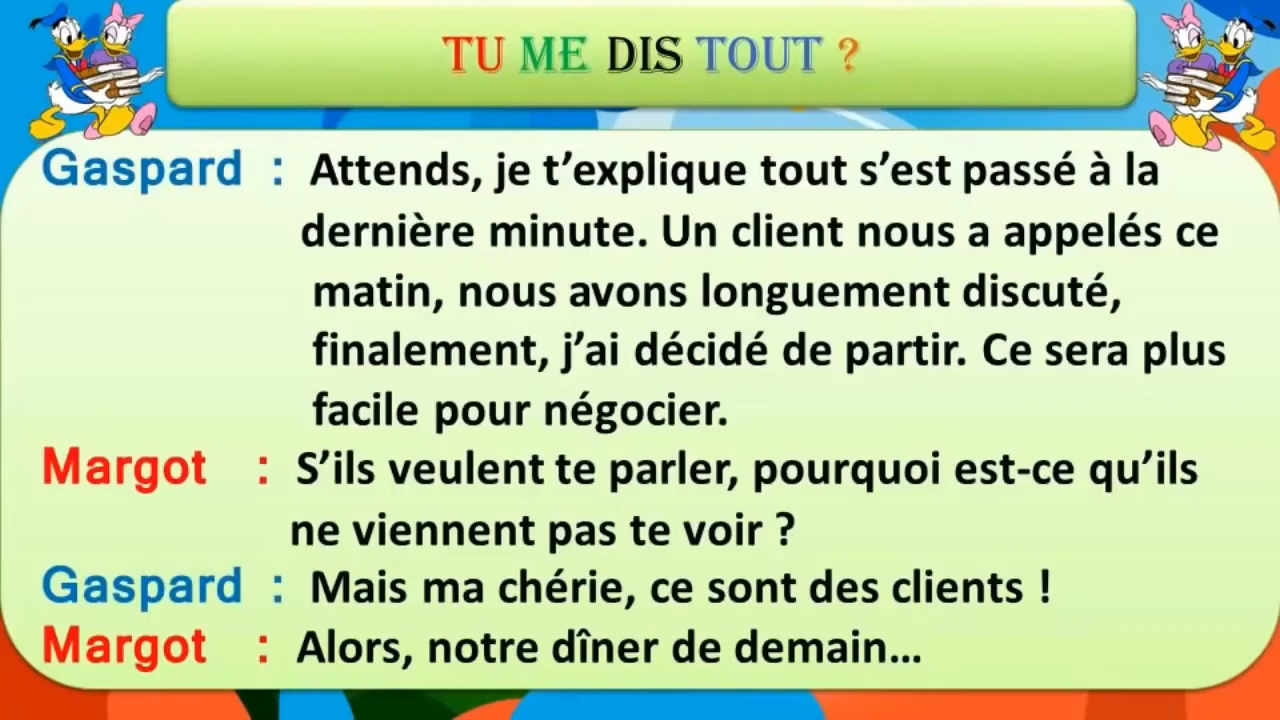 TU ME DIS TOUT ?
Gaspard : Attends, je t’explique tout s’est passé à la
dernière minute. Un client nous a appelés ce
matin, nous avons longuement discuté,
finalement, j’ai décidé de partir. Ce sera plus
facile pour négocier.
Margot : S’ils veulent te parler, pourquoi est-ce qu’ils
ne viennent pas te voir ?
Gaspard : Mais ma chérie, ce sont des clients !
Margot : Alors, notre dîner de demain…